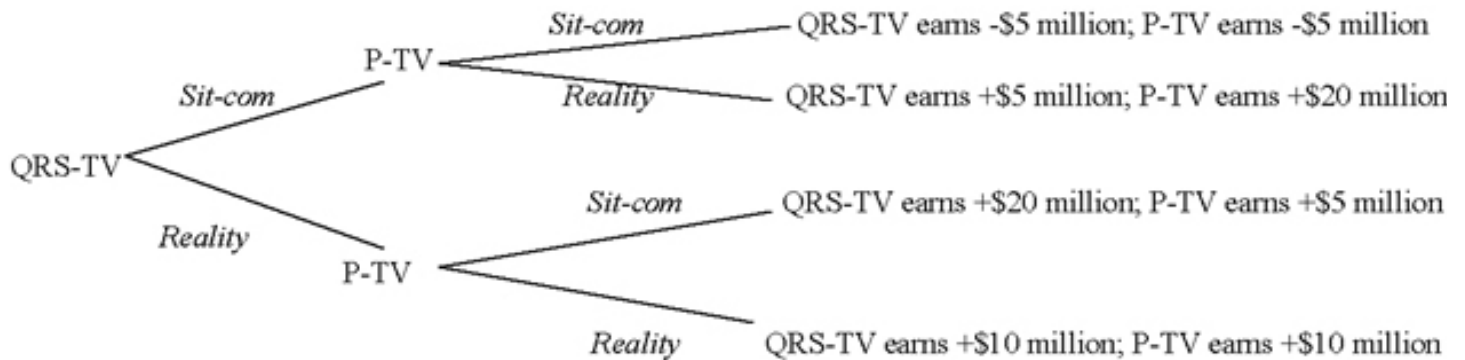 Sit-com QRS-TV earns -$5 million; P-TV earns -$5 million
P-TV
Sit-com Reality QRS-TV earns +$5 million; P-TV earns +$20 million
QRS-TV
Sit-com QRS-TV earns +$20 million; P-TV earns +$5 million
Reality
P-TV
Reality QRS-TV earns +$10 million; P-TV earns +$10 million